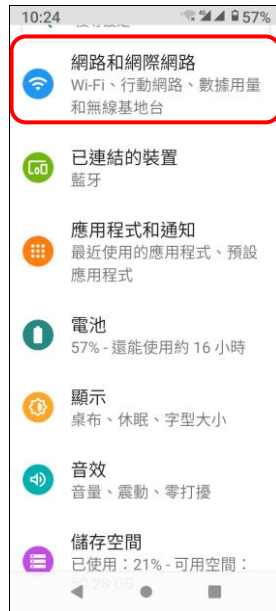 10:24 57%
網路和網際網路
Wi-Fi、行動網路、數據用量
和無線基地台
已連結的裝置
藍牙
應用程式和通知
最近使用的應用程式、預設
應用程式
電池
57% - 還能使用約 16 小時
顯示
桌布、休眠、字型大小
音效
音量、震動、零打擾
儲存空間
已使用：21% - 可用空間：